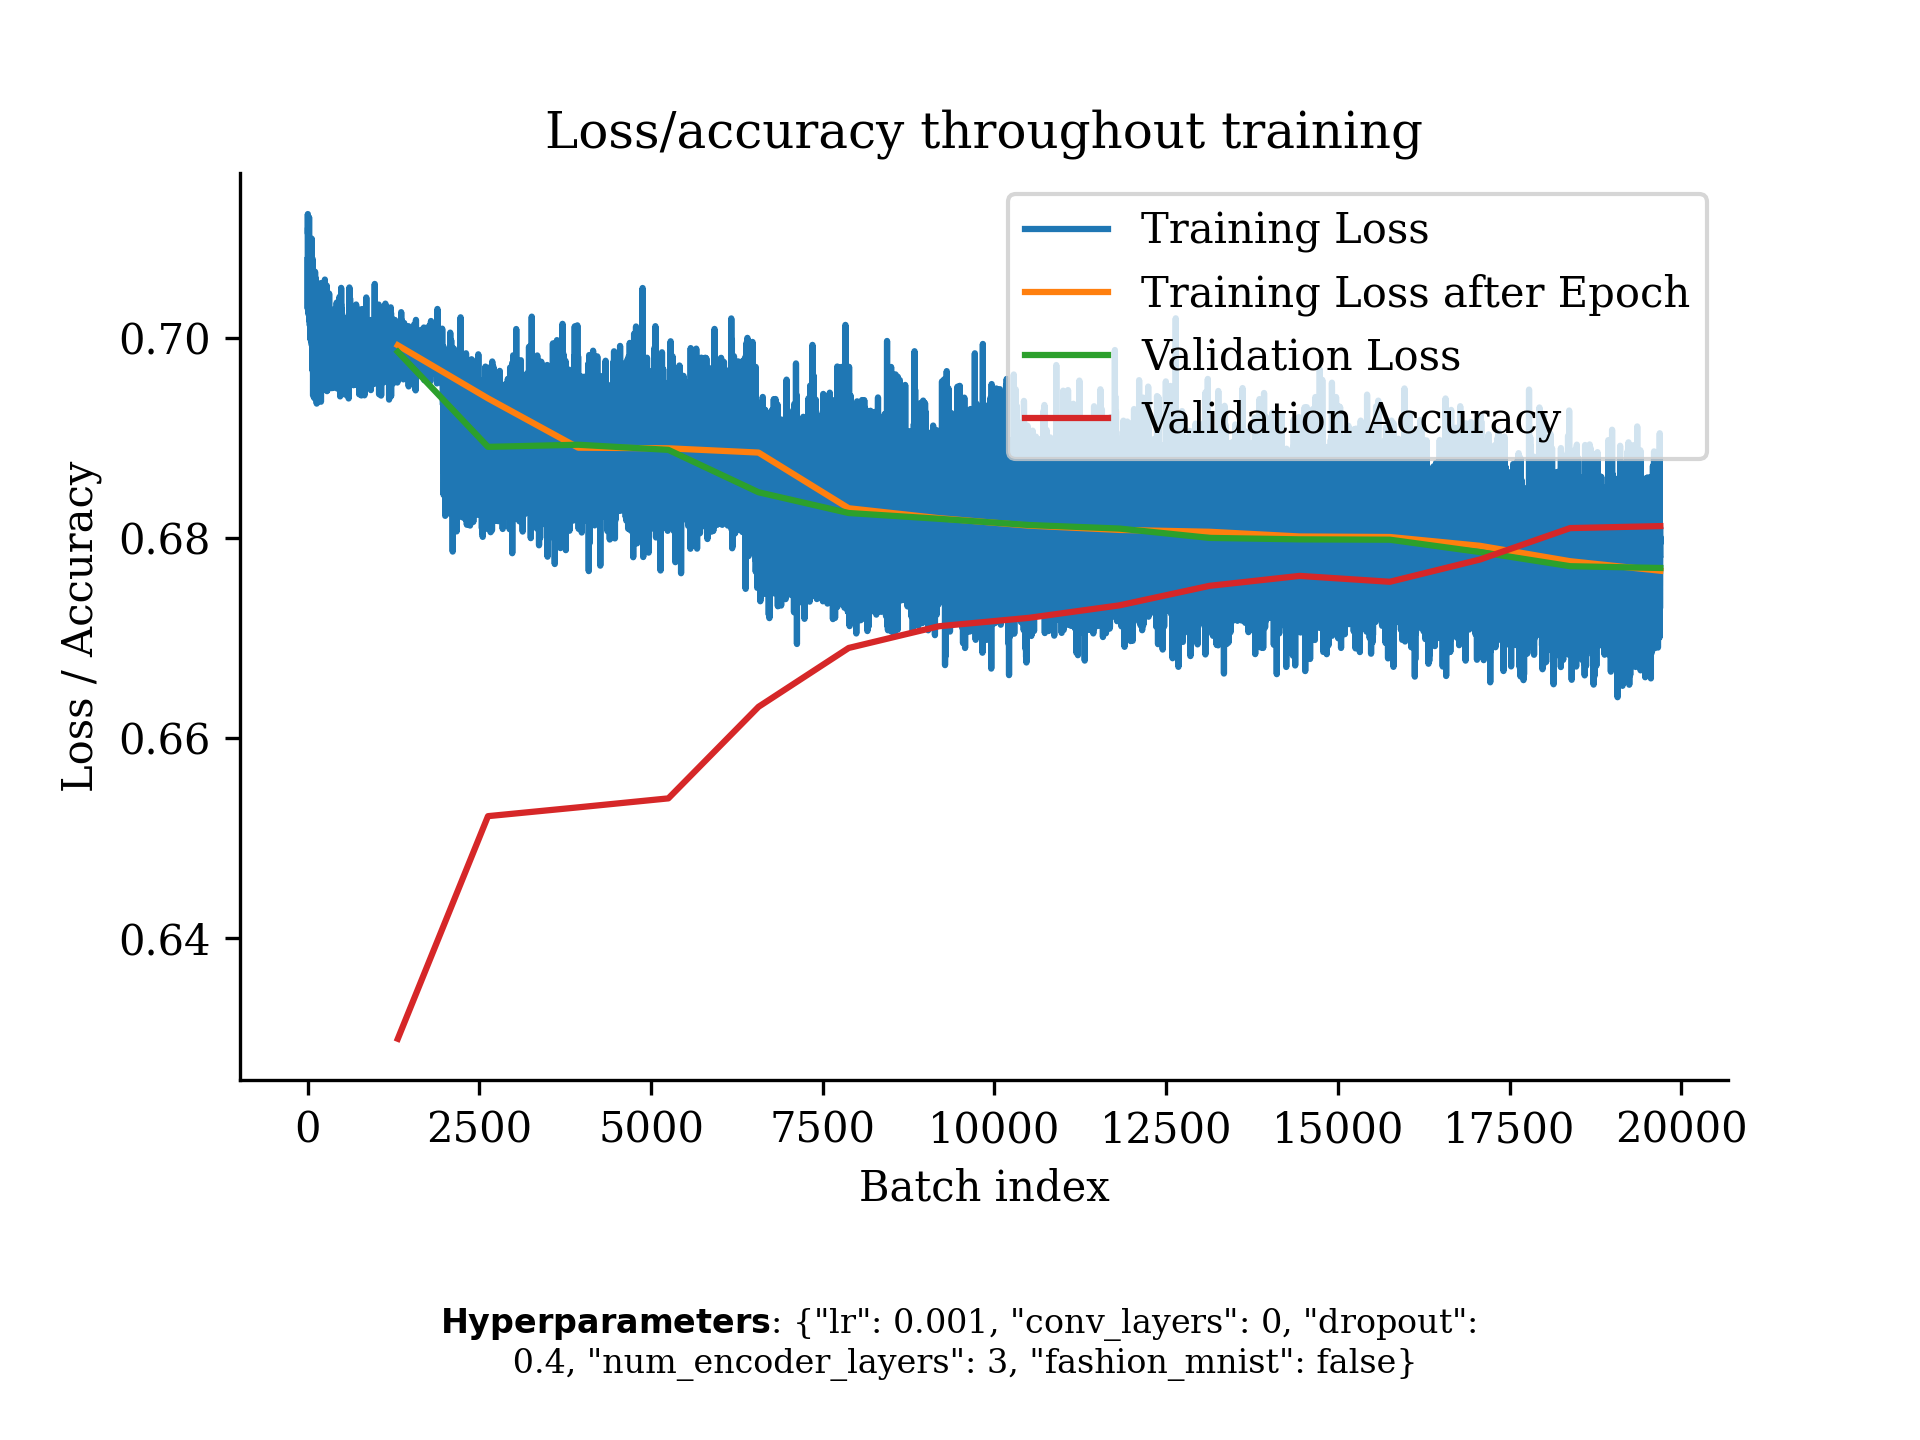 Loss/accuracy throughout training
Training Loss
Training Loss after Epoch
Validation Loss
Validation Accuracy
Loss / Accuracy
0.70
0.68
0.66
0.64
0 2500 5000 7500 10000 12500 15000 17500 20000
Batch index
Hyperparameters: {"lr": 0.001, "conv_layers": 0, "dropout":
0.4, "num_encoder_layers": 3, "fashion_mnist": false}